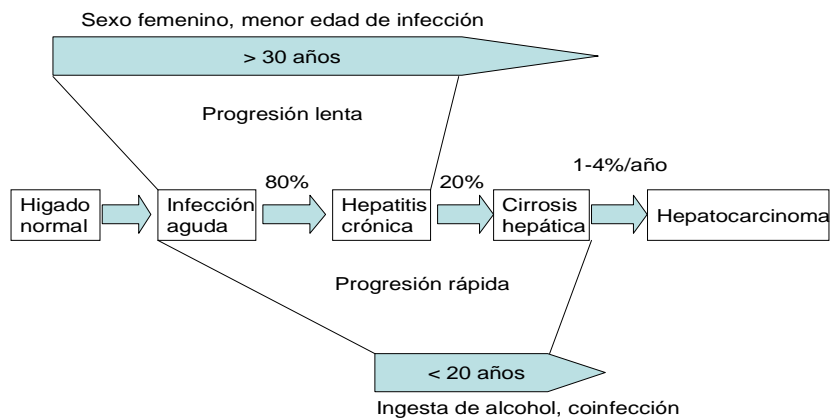 Sexo femenino, menor edad de infección
> 30 años
Progresión lenta
1-4%/año
80%
20%
Higado
normal
Infección
aguda
Hepatitis
crónica
Cirrosis
hepática
Hepatocarcinoma
Progresión rápida
< 20 años
Ingesta de alcohol, coinfección